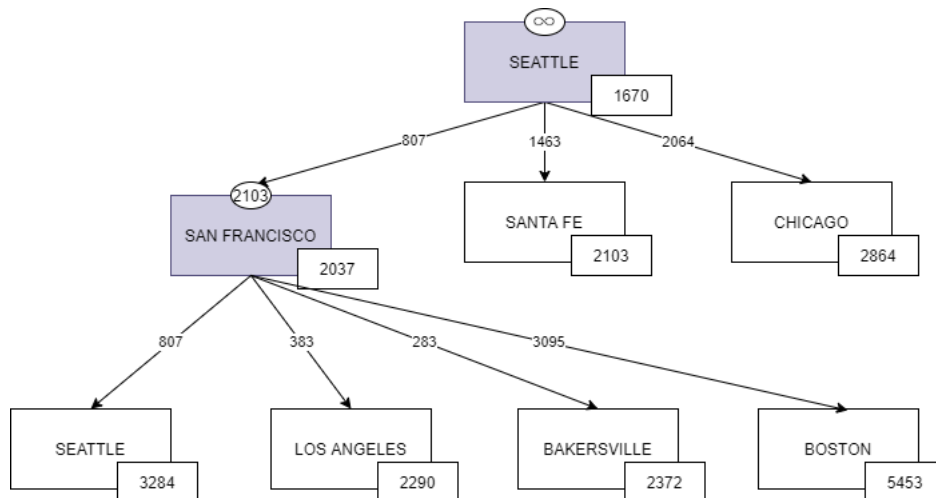 ∞
SEATTLE
1670
807
1463
2064
2103
SAN FRANCISCO
2037
SANTA FE
2103
CHICAGO
2864
807
383
283
3095
SEATTLE
3284
LOS ANGELES
2290
BAKERSVILLE
2372
BOSTON
5453